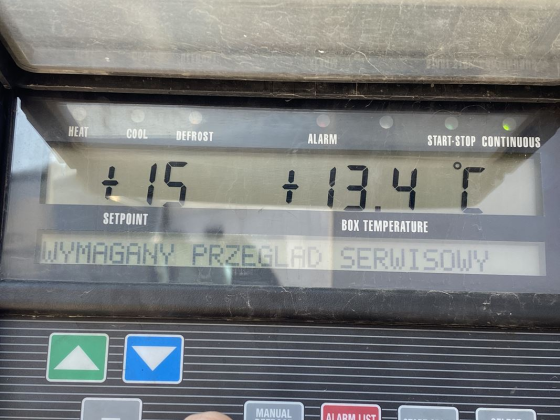 HEAT COOL DEFROST ALARM START-STOP CONTINUOUS
+15 +13.4 °C
SETPOINT BOX TEMPERATURE
WYMAGANY PRZEGLAD SERWISOWY
MANUAL ALARM LIST